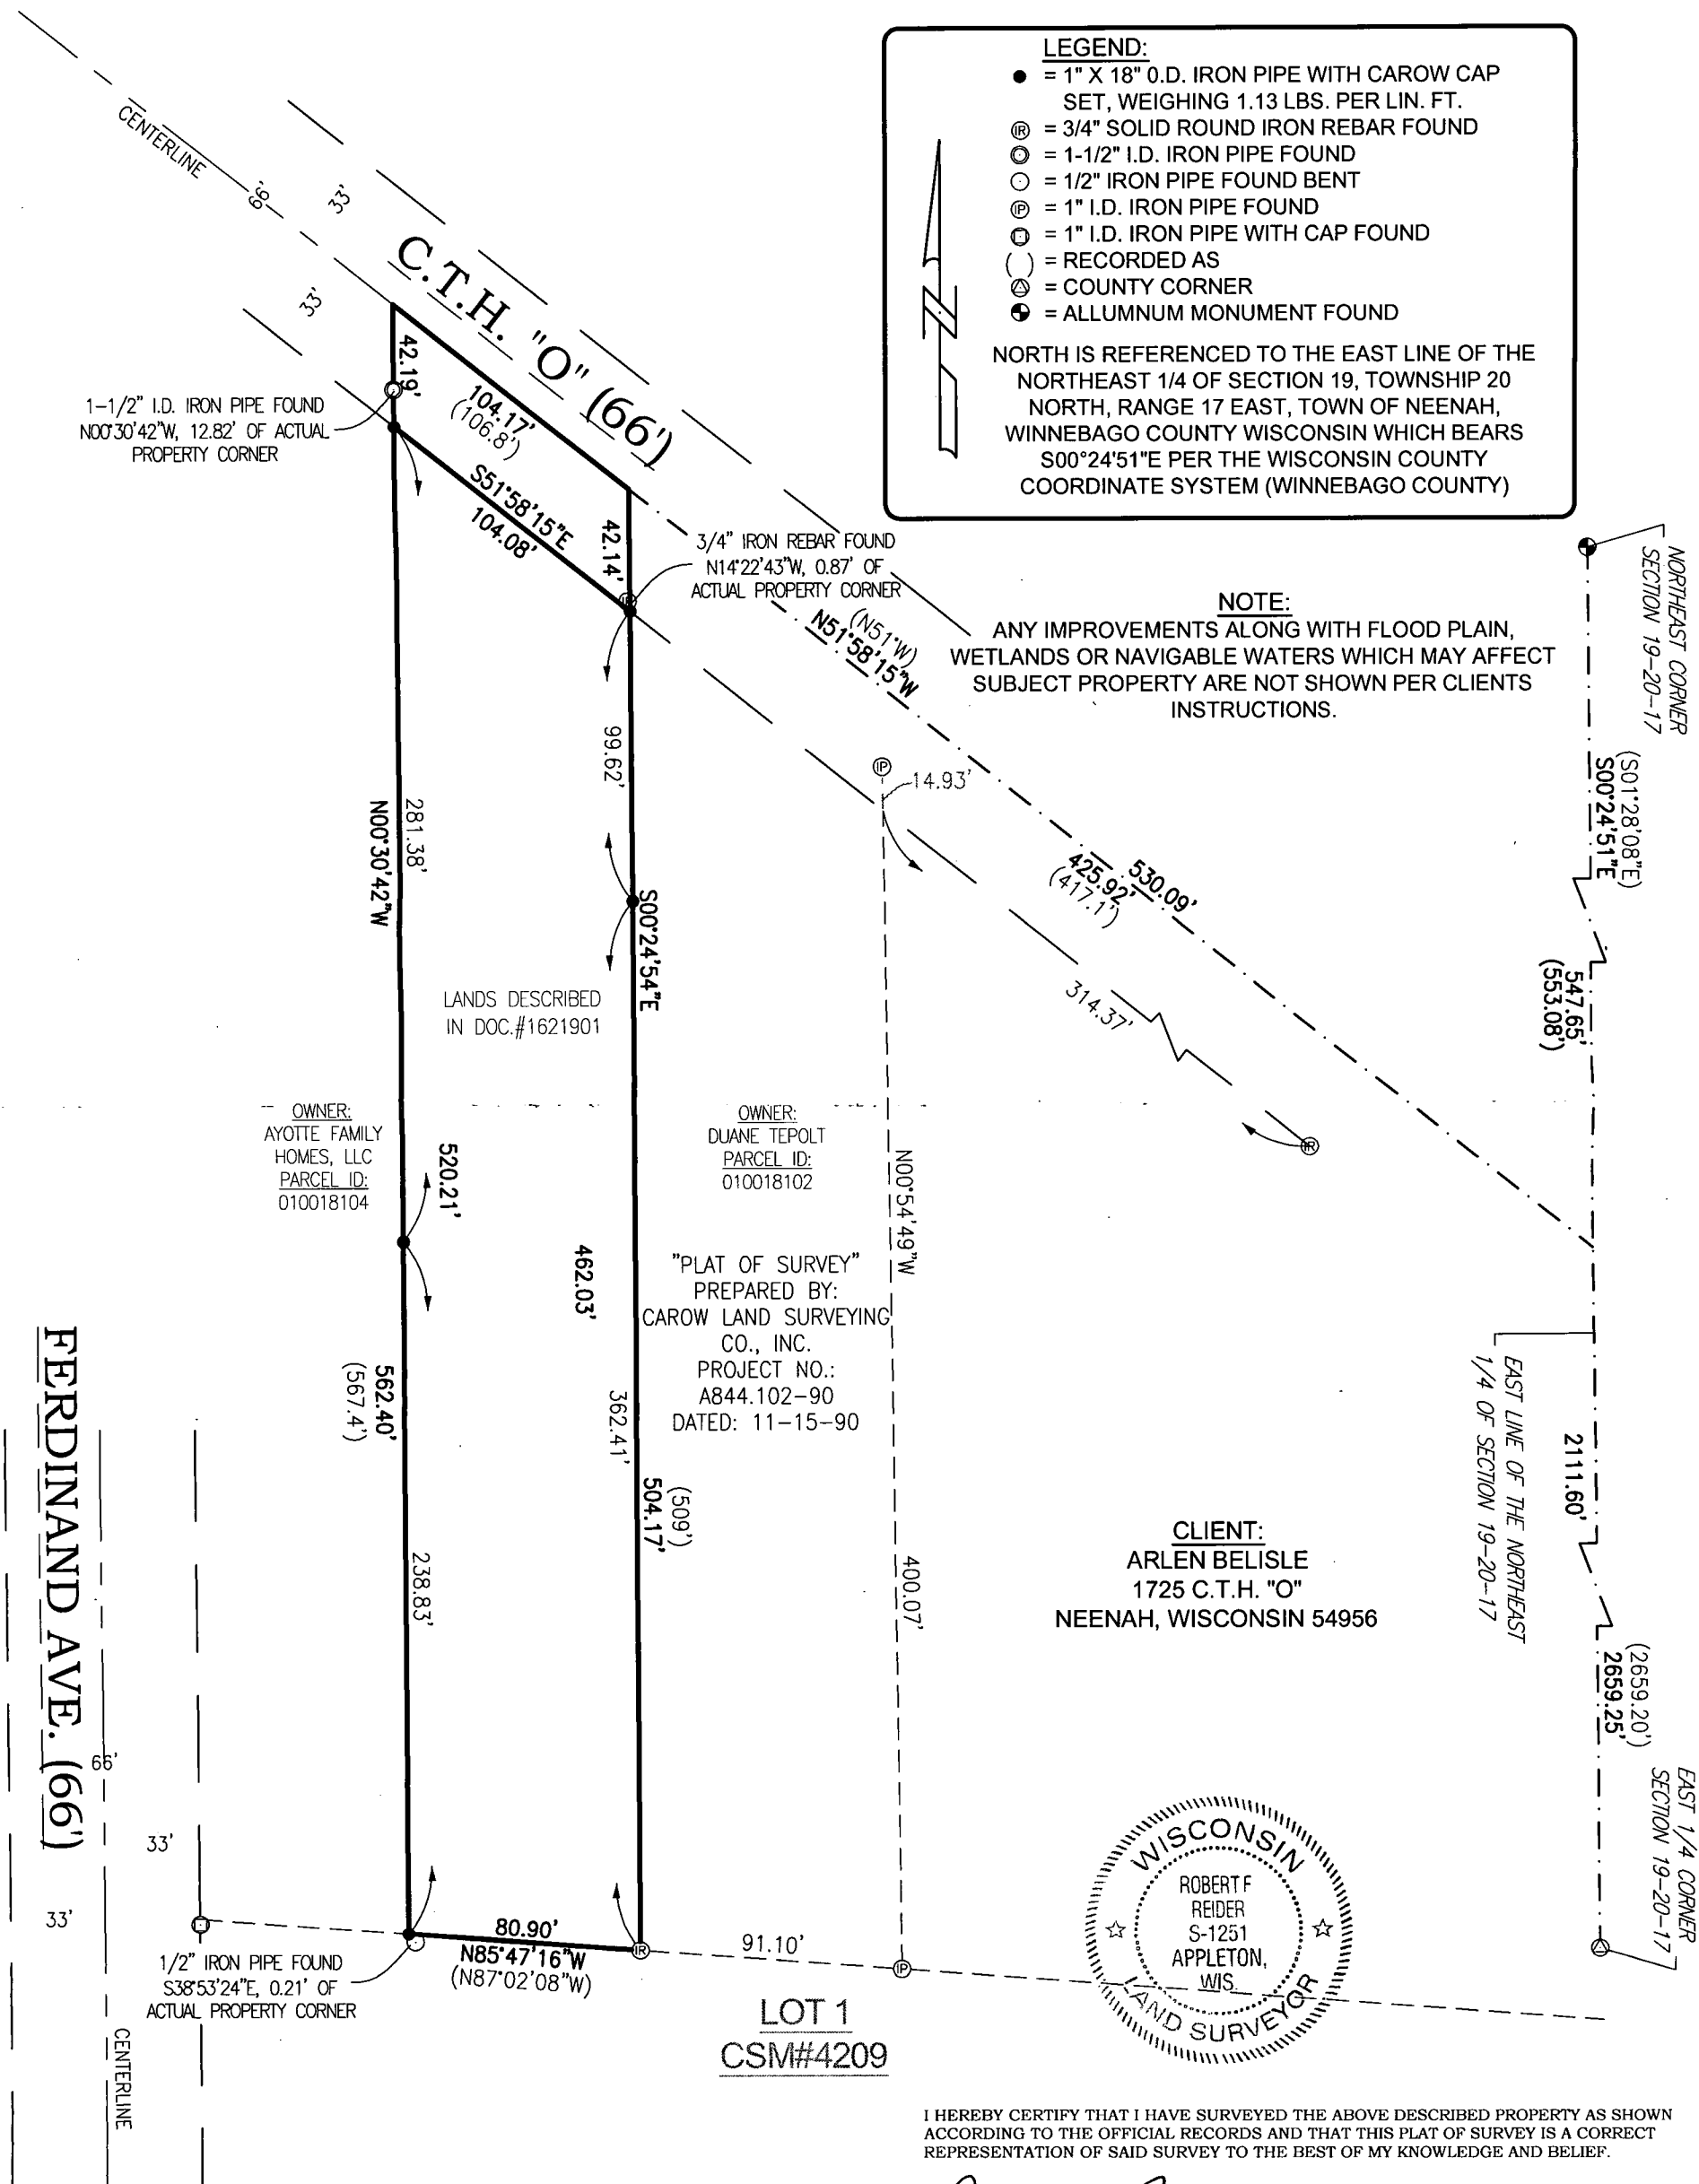 LEGEND:
= 1" X 18" O.D. IRON PIPE WITH CAROW CAP
SET, WEIGHING 1.13 LBS. PER LIN. FT.
IR = 3/4" SOLID ROUND IRON REBAR FOUND
= 1-1/2" I.D. IRON PIPE FOUND
= 1/2" IRON PIPE FOUND BENT
IP = 1" I.D. IRON PIPE FOUND
= 1" I.D. IRON PIPE WITH CAP FOUND
( ) = RECORDED AS
= COUNTY CORNER
= ALLUMNUM MONUMENT FOUND
N
NORTH IS REFERENCED TO THE EAST LINE OF THE
NORTHEAST 1/4 OF SECTION 19, TOWNSHIP 20
NORTH, RANGE 17 EAST, TOWN OF NEENAH,
WINNEBAGO COUNTY WISCONSIN WHICH BEARS
S00°24'51"E PER THE WISCONSIN COUNTY
COORDINATE SYSTEM (WINNEBAGO COUNTY)
CENTERLINE
66'
33'
33'
C.T.H. "O" (66')
42.19'
104.17'
(106.8')
S51°58'15"E
104.08'
42.14'
1-1/2" I.D. IRON PIPE FOUND
N00°30'42"W, 12.82' OF ACTUAL
PROPERTY CORNER
3/4" IRON REBAR FOUND
N14°22'43"W, 0.87' OF
ACTUAL PROPERTY CORNER
IR
(N51°W)
N51°58'15"W
NOTE:
ANY IMPROVEMENTS ALONG WITH FLOOD PLAIN,
WETLANDS OR NAVIGABLE WATERS WHICH MAY AFFECT
SUBJECT PROPERTY ARE NOT SHOWN PER CLIENTS
INSTRUCTIONS.
NORTHEAST CORNER
SECTION 19-20-17
(S01°28'08"E)
S00°24'51"E
547.65'
(553.08')
99.62'
IP
14.93'
281.38'
N00°30'42"W
S00°24'54"E
530.09'
425.92'
(417.1')
314.37'
IR
LANDS DESCRIBED
IN DOC.#1621901
OWNER:
AYOTTE FAMILY
HOMES, LLC
PARCEL ID:
010018104
520.21'
OWNER:
DUANE TEPOLT
PARCEL ID:
010018102
N00°54'49"W
462.03'
"PLAT OF SURVEY"
PREPARED BY:
CAROW LAND SURVEYING
CO., INC.
PROJECT NO.:
A844.102-90
DATED: 11-15-90
562.40'
(567.4')
362.41'
(509')
504.17'
238.83'
400.07'
EAST LINE OF THE NORTHEAST
1/4 OF SECTION 19-20-17
2111.60'
(2659.20')
2659.25'
EAST 1/4 CORNER
SECTION 19-20-17
CLIENT:
ARLEN BELISLE
1725 C.T.H. "O"
NEENAH, WISCONSIN 54956
FERDINAND AVE. (66')
66'
33'
33'
CENTERLINE
1/2" IRON PIPE FOUND
S38°53'24"E, 0.21' OF
ACTUAL PROPERTY CORNER
80.90'
N85°47'16"W
(N87°02'08"W)
IR
91.10'
IP
LOT 1
CSM#4209
WISCONSIN
ROBERT F
REIDER
S-1251
APPLETON,
WIS.
LAND SURVEYOR
I HEREBY CERTIFY THAT I HAVE SURVEYED THE ABOVE DESCRIBED PROPERTY AS SHOWN
ACCORDING TO THE OFFICIAL RECORDS AND THAT THIS PLAT OF SURVEY IS A CORRECT
REPRESENTATION OF SAID SURVEY TO THE BEST OF MY KNOWLEDGE AND BELIEF.